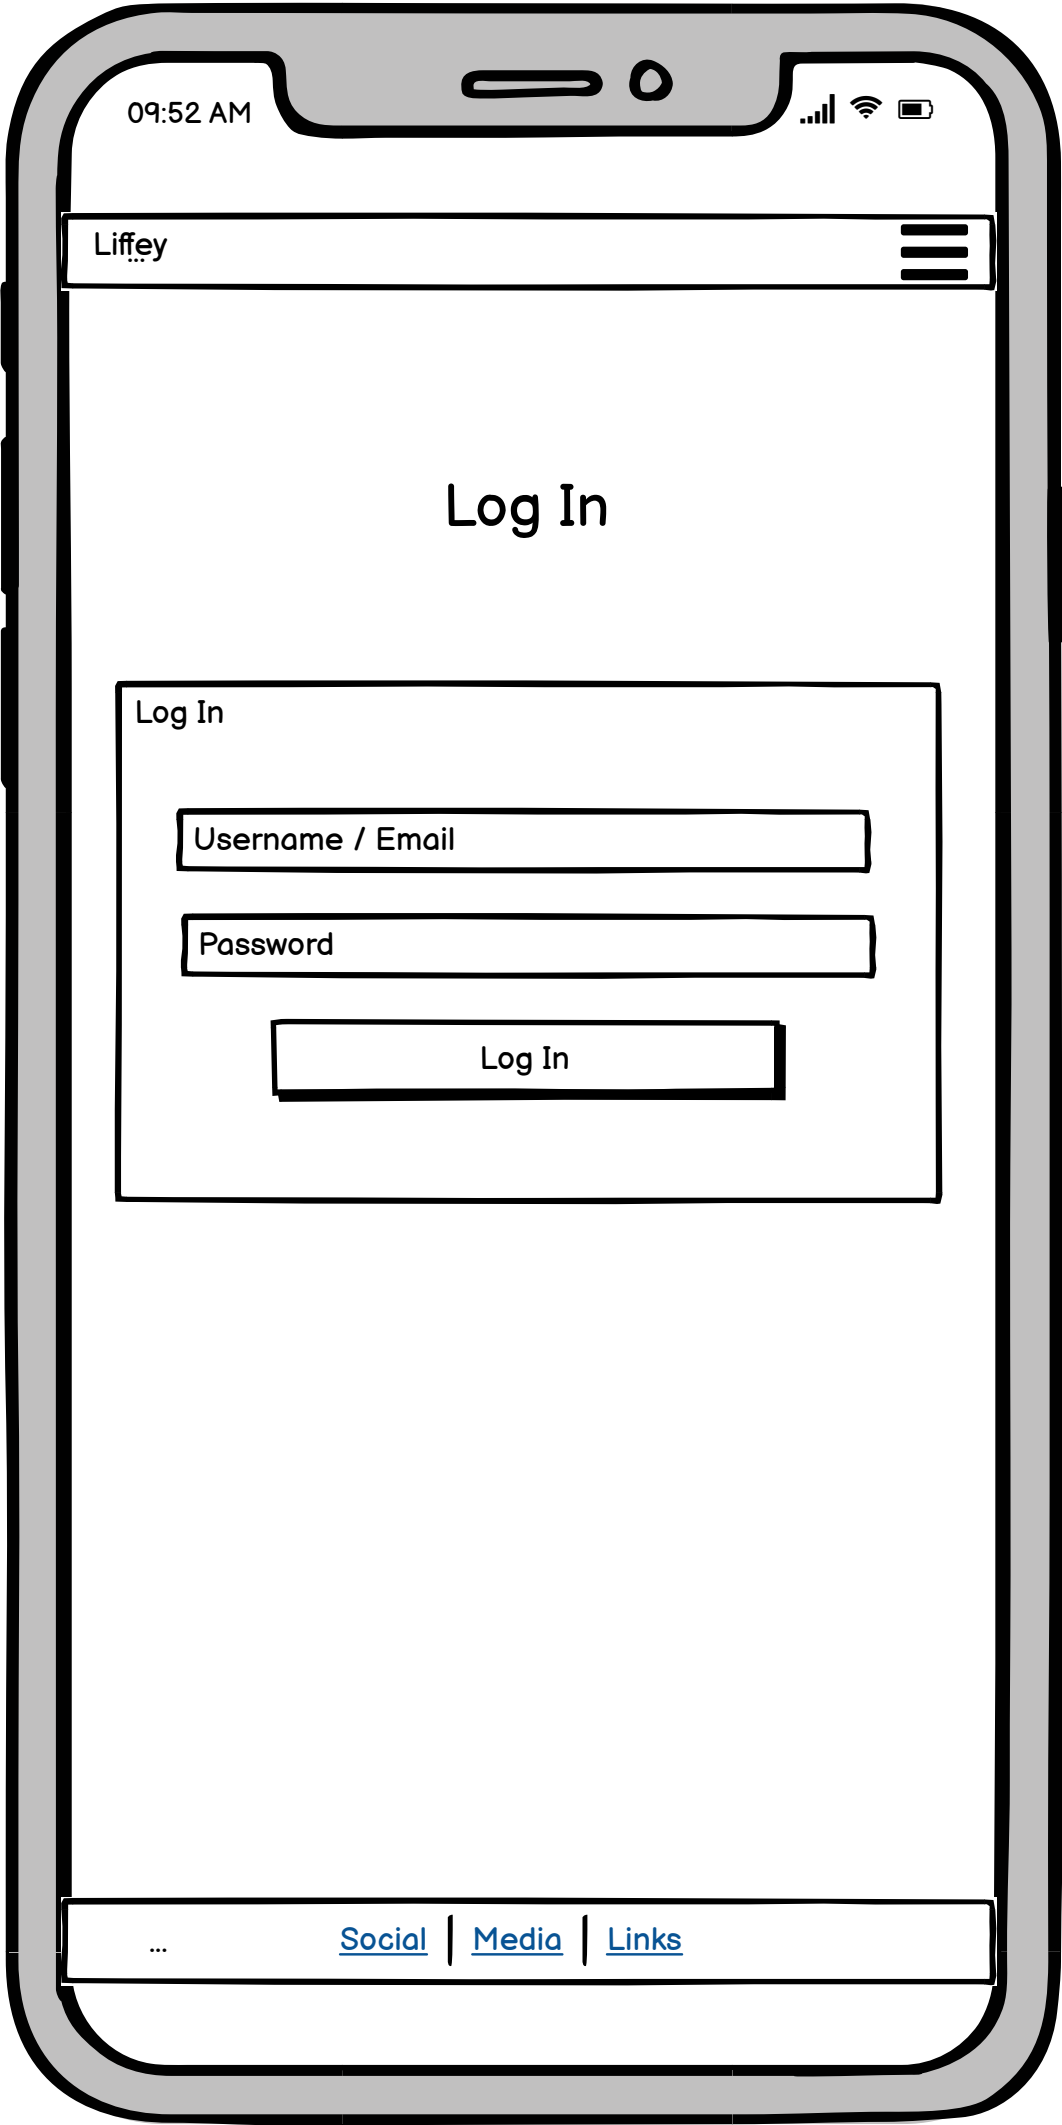 09:52 AM
Liffey
...
Log In
Log In
Username / Email
Password
Log In
... Social | Media | Links